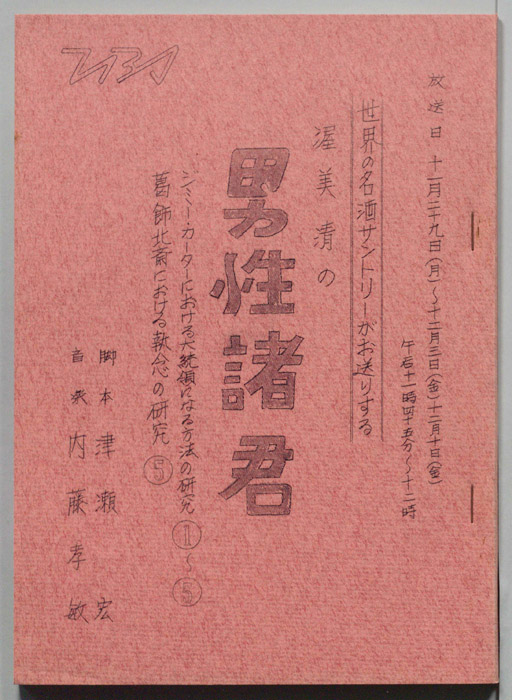 TBS
放送日 十一月二十九日(月)〜十二月三日(金)十二月十日(金)
午后十一時四十五分〜十二時
世界の名酒サントリーがお送りする
渥美清の
男性諸君
ジミー・カーターにおける大統領になる方法の研究 ①〜⑤
葛飾北斎における執念の研究 ⑤
脚本 津瀬 宏
音楽 内藤孝敏